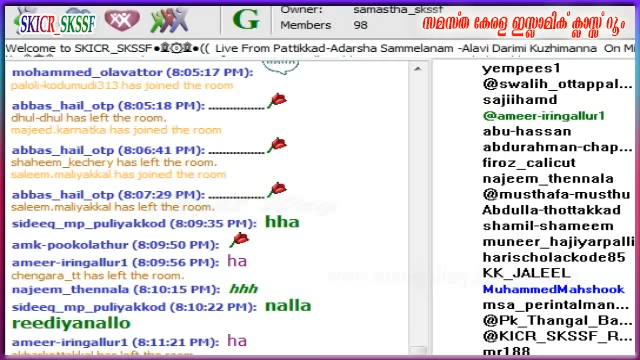 SKICR_SKSSF
G
Owner: samastha_skssf
Members 98
സമസ്ത കേരള ഇസ്ലാമിക് ക്ലാസ്സ് റൂം
Welcome to SKICR_SKSSF●۩۞۩●(( Live From Pattikkad-Adarsha Sammelanam -Alavi Darimi Kuzhimanna On Mi
mohammed_olavattor (8:05:17 PM):
paloli-kodumudi313 has joined the room
abbas_hail_otp (8:05:18 PM): ..................
dhul-dhul has left the room.
majeed.karnatka has joined the room
abbas_hail_otp (8:06:41 PM): ..................
shaheem_kechery has left the room.
saleem.maliyakkal has joined the room
abbas_hail_otp (8:07:29 PM): ..................
saleem.maliyakkal has left the room.
sideeq_mp_puliyakkod (8:09:35 PM): hha
amk-pookolathur (8:09:50 PM):
ameer-iringallur1 (8:09:56 PM): ha
chengara_tt has left the room.
najeem_thennala (8:10:15 PM): hhh
sideeq_mp_puliyakkod (8:10:22 PM): nalla
reediyanallo
ameer-iringallur1 (8:11:21 PM): ha
akbarkattakkal has left the room.
yempees1
@swalih_ottappal...
sajiihamd
@ameer-iringallur1
abu-hassan
abdurahman-chap...
firoz_calicut
najeem_thennala
@musthafa-musthu
Abdulla-thottakkad
shamil-shameem
muneer_hajiyarpalli
harischolackode85
KK_JALEEL
MuhammedMahshook
msa_perintalman...
@Pk_Thangal_Ba...
@KICR_SKSSF_R...
mr188